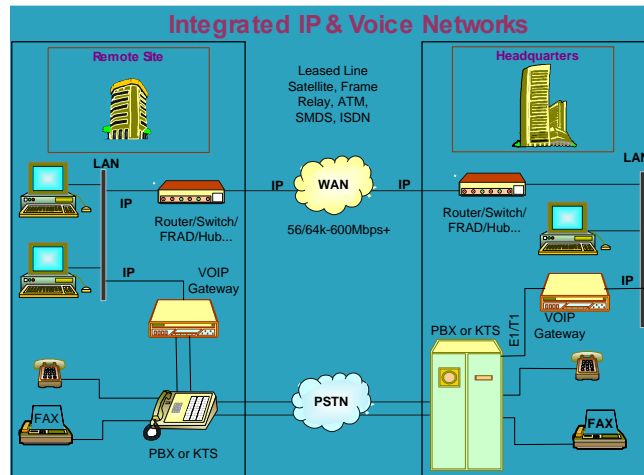 Integrated IP & Voice Networks
Remote Site
Headquarters
Leased Line
Satellite, Frame
Relay, ATM,
SMDS, ISDN
LAN
IP
Router/Switch/
FRAD/Hub...
IP
WAN
IP
56/64k-600Mbps+
Router/Switch/
FRAD/Hub...
LAN
IP
VOIP
Gateway
IP
VOIP
Gateway
E1/T1
PBX or KTS
FAX
PBX or KTS
PSTN
FAX